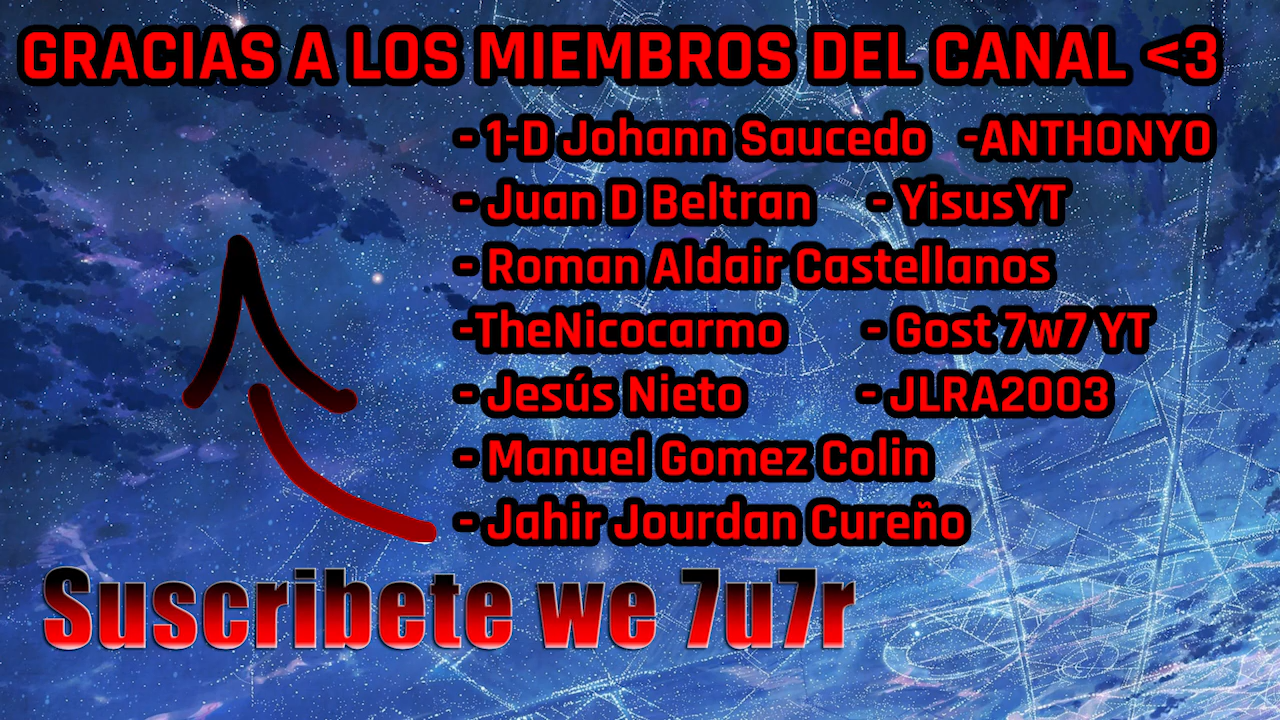 GRACIAS A LOS MIEMBROS DEL CANAL <3
- 1-D Johann Saucedo -ANTHONYO
- Juan D Beltran - YisusYT
- Roman Aldair Castellanos
-TheNicocarmo - Gost 7w7 YT
- Jesús Nieto - JLRA2003
- Manuel Gomez Colin
- Jahir Jourdan Cureño
Suscribete we 7u7r